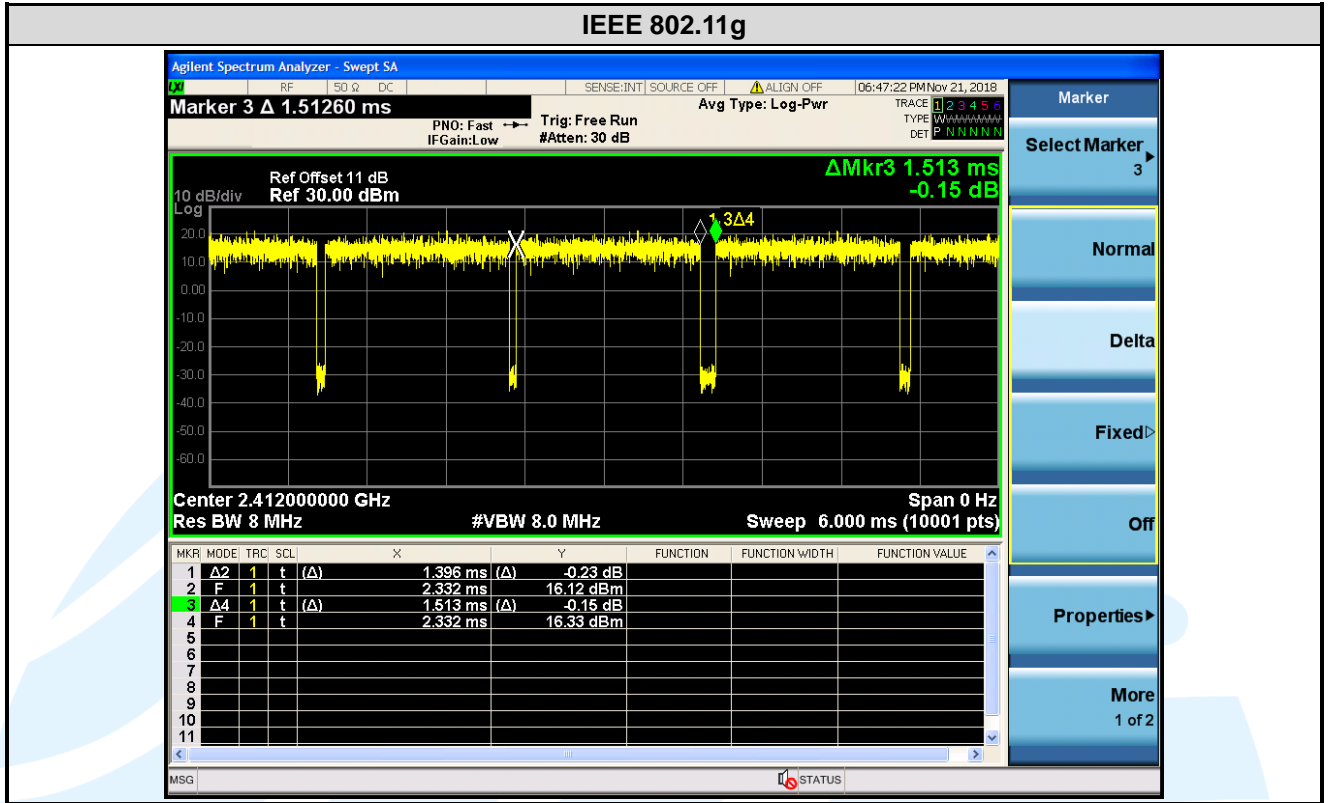 IEEE 802.11g
Agilent Spectrum Analyzer - Swept SA
LXI RF 50 Ω DC SENSE:INT SOURCE OFF ALIGN OFF 06:47:22 PM Nov 21, 2018
Marker 3 Δ 1.51260 ms
PNO: Fast
IFGain:Low
Trig: Free Run
#Atten: 30 dB
Avg Type: Log-Pwr
TRACE 1 2 3 4 5 6
TYPE WWWWWW
DET P N N N N N
Ref Offset 11 dB
10 dB/div Ref 30.00 dBm
Log
ΔMkr3 1.513 ms
-0.15 dB
3Δ4
20.0
10.0
0.00
-10.0
-20.0
-30.0
-40.0
-50.0
-60.0
Center 2.412000000 GHz Span 0 Hz
Res BW 8 MHz #VBW 8.0 MHz Sweep 6.000 ms (10001 pts)
MKR MODE TRC SCL X Y FUNCTION FUNCTION WIDTH FUNCTION VALUE
1 Δ2 1 t (Δ) 1.396 ms (Δ) -0.23 dB
2 F 1 t 2.332 ms 16.12 dBm
3 Δ4 1 t (Δ) 1.513 ms (Δ) -0.15 dB
4 F 1 t 2.332 ms 16.33 dBm
5
6
7
8
9
10
11
MSG STATUS
Marker
Select Marker
3
Normal
Delta
Fixed
Off
Properties
More
1 of 2